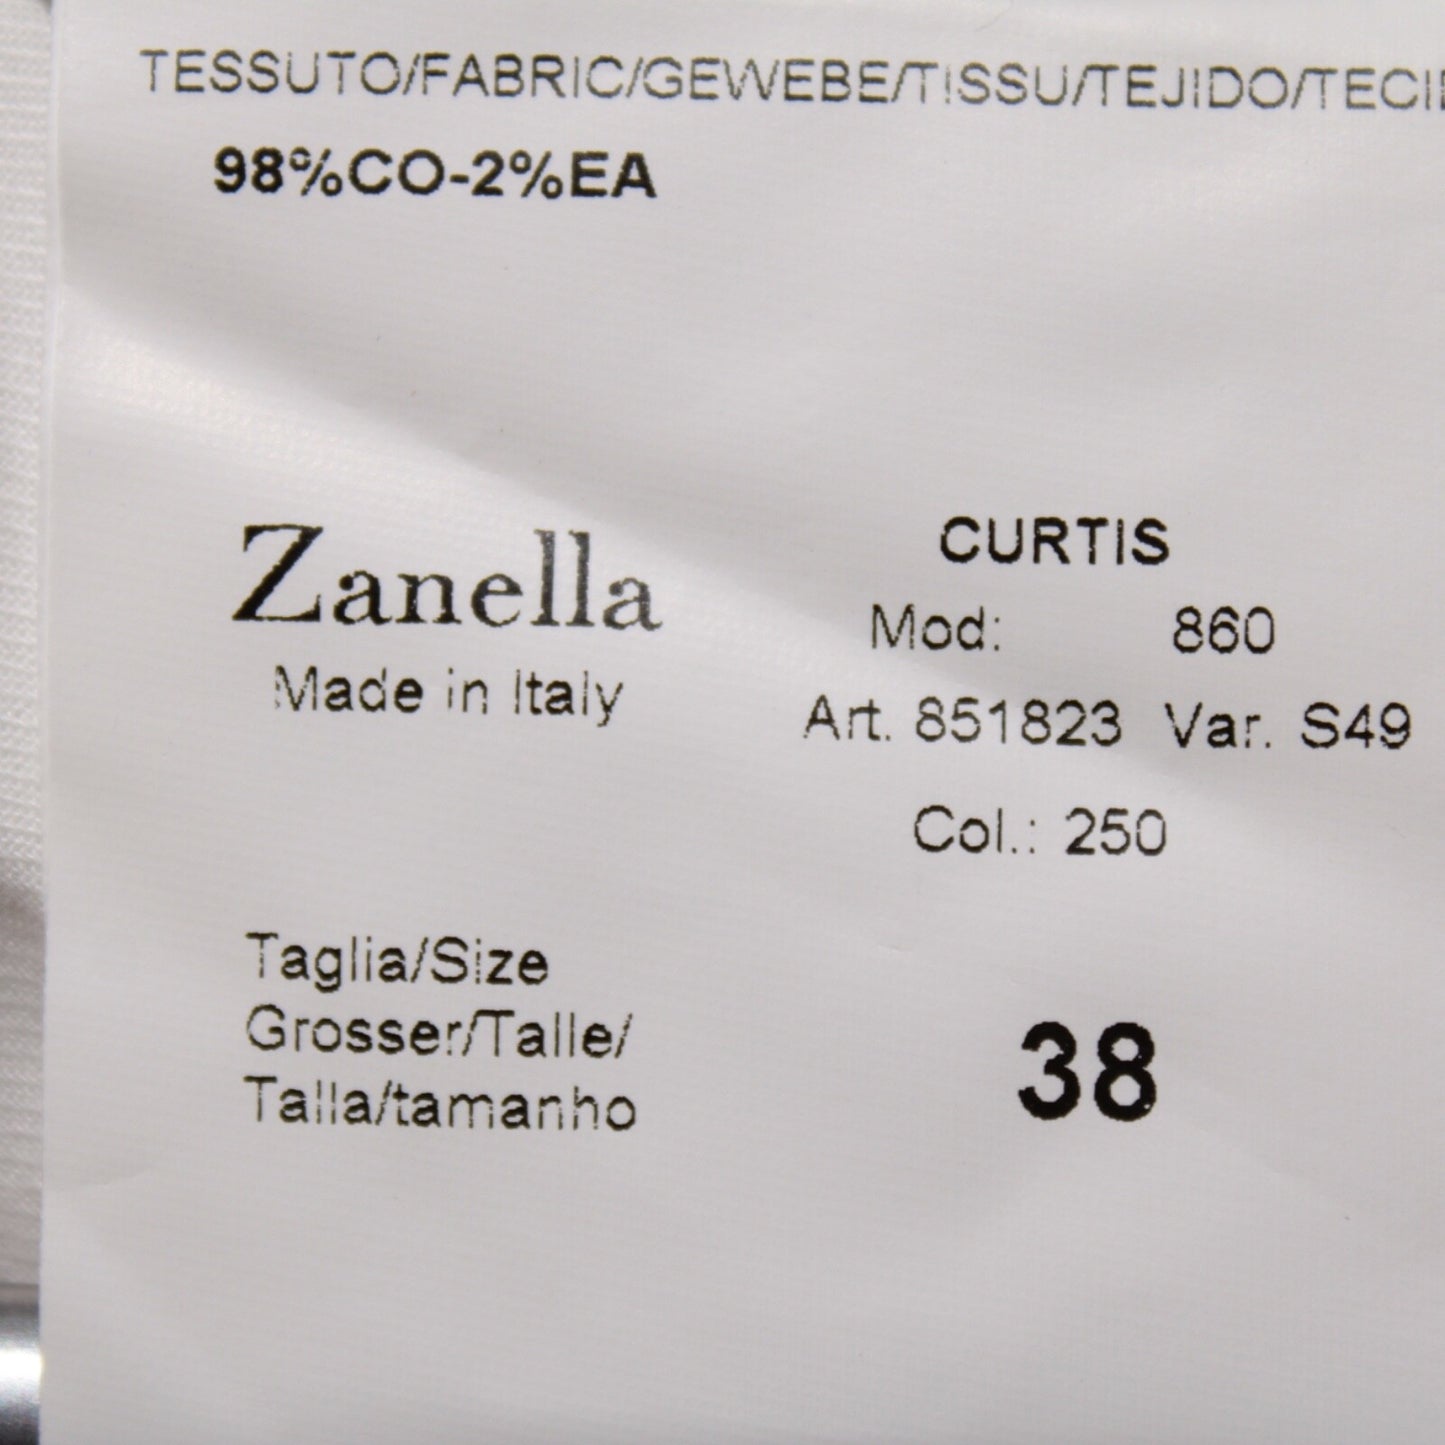 TESSUTO/FABRIC/GEWEBE/TISSU/TEJIDO/TECI
98%CO-2%EA
Zanella
Made in Italy
CURTIS
Mod: 860
Art. 851823 Var. S49
Col.: 250
Taglia/Size
Grosser/Talle/
Talla/tamanho
38